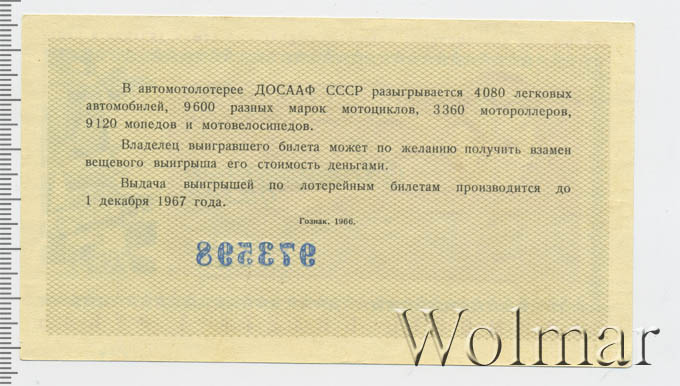 В автомотолотерее ДОСААФ СССР разыгрывается 4080 легковых
автомобилей, 9600 разных марок мотоциклов, 3360 мотороллеров,
9120 мопедов и мотовелосипедов.
Владелец выигравшего билета может по желанию получить взамен
вещевого выигрыша его стоимость деньгами.
Выдача выигрышей по лотерейным билетам производится до
1 декабря 1967 года.
Гознак. 1966.
973598
Wolmar